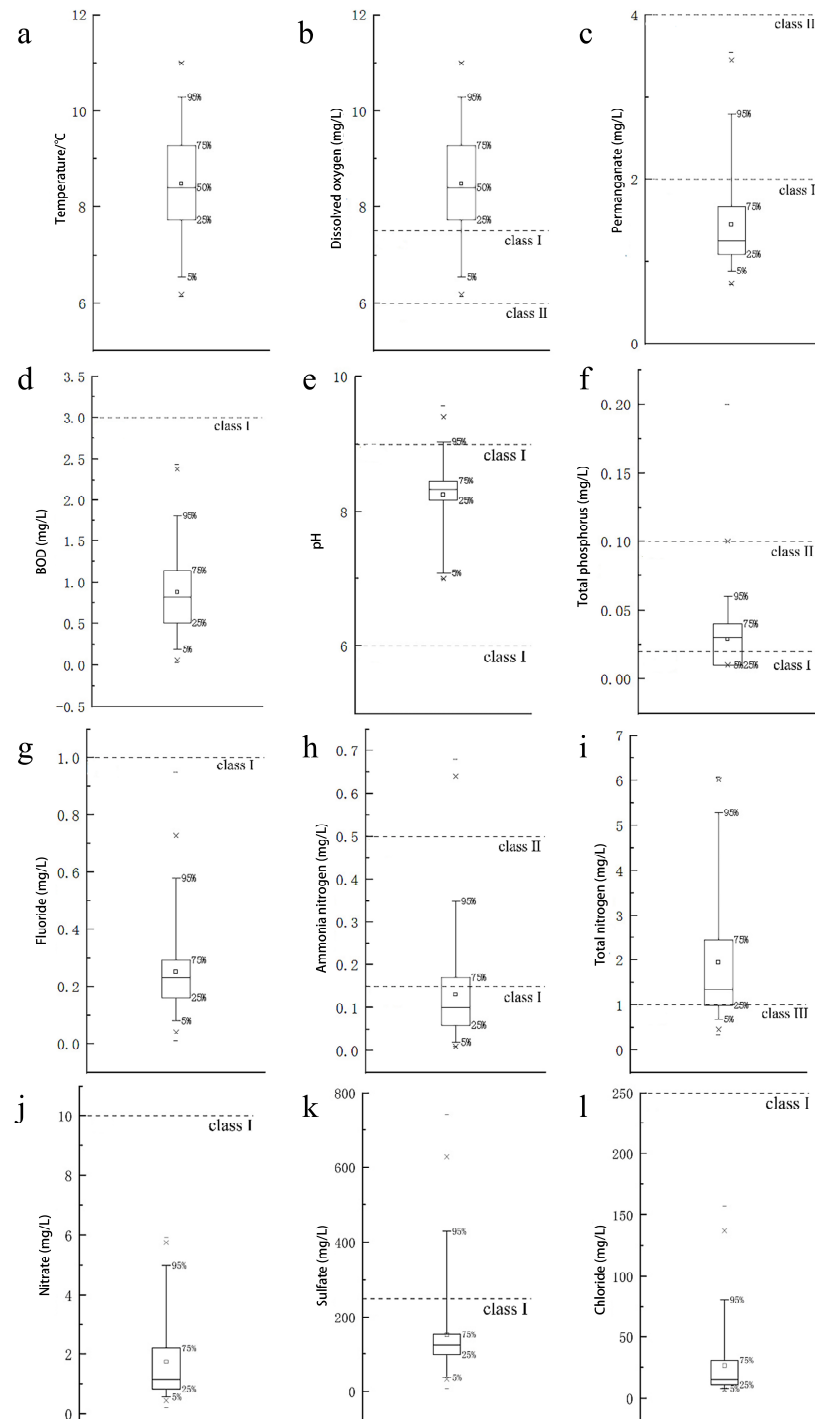 a
12
10
8
6
Temperature/℃
95%
75%
50%
25%
5%
b
12
10
8
6
Dissolved oxygen (mg/L)
95%
75%
50%
25%
class I
5%
class II
c
4
2
0
Permanganate (mg/L)
class II
95%
class I
75%
25%
5%
d
3.5
3.0
2.5
2.0
1.5
1.0
0.5
0.0
-0.5
BOD (mg/L)
class I
95%
75%
25%
5%
e
10
8
6
pH
95%
class I
75%
25%
5%
class I
f
0.20
0.15
0.10
0.05
0.00
Total phosphorus (mg/L)
class II
95%
75%
class I
5%
25%
g
1.0
0.8
0.6
0.4
0.2
0.0
Fluoride (mg/L)
class I
95%
75%
25%
5%
h
0.7
0.6
0.5
0.4
0.3
0.2
0.1
0.0
Ammonia nitrogen (mg/L)
class II
95%
75%
class I
25%
5%
i
7
6
5
4
3
2
1
0
Total nitrogen (mg/L)
95%
75%
25%
class III
5%
j
10
8
6
4
2
0
Nitrate (mg/L)
class I
95%
75%
25%
5%
k
800
600
400
200
0
Sulfate (mg/L)
95%
class I
75%
25%
5%
l
250
200
150
100
50
0
Chloride (mg/L)
class I
95%
75%
25%
5%